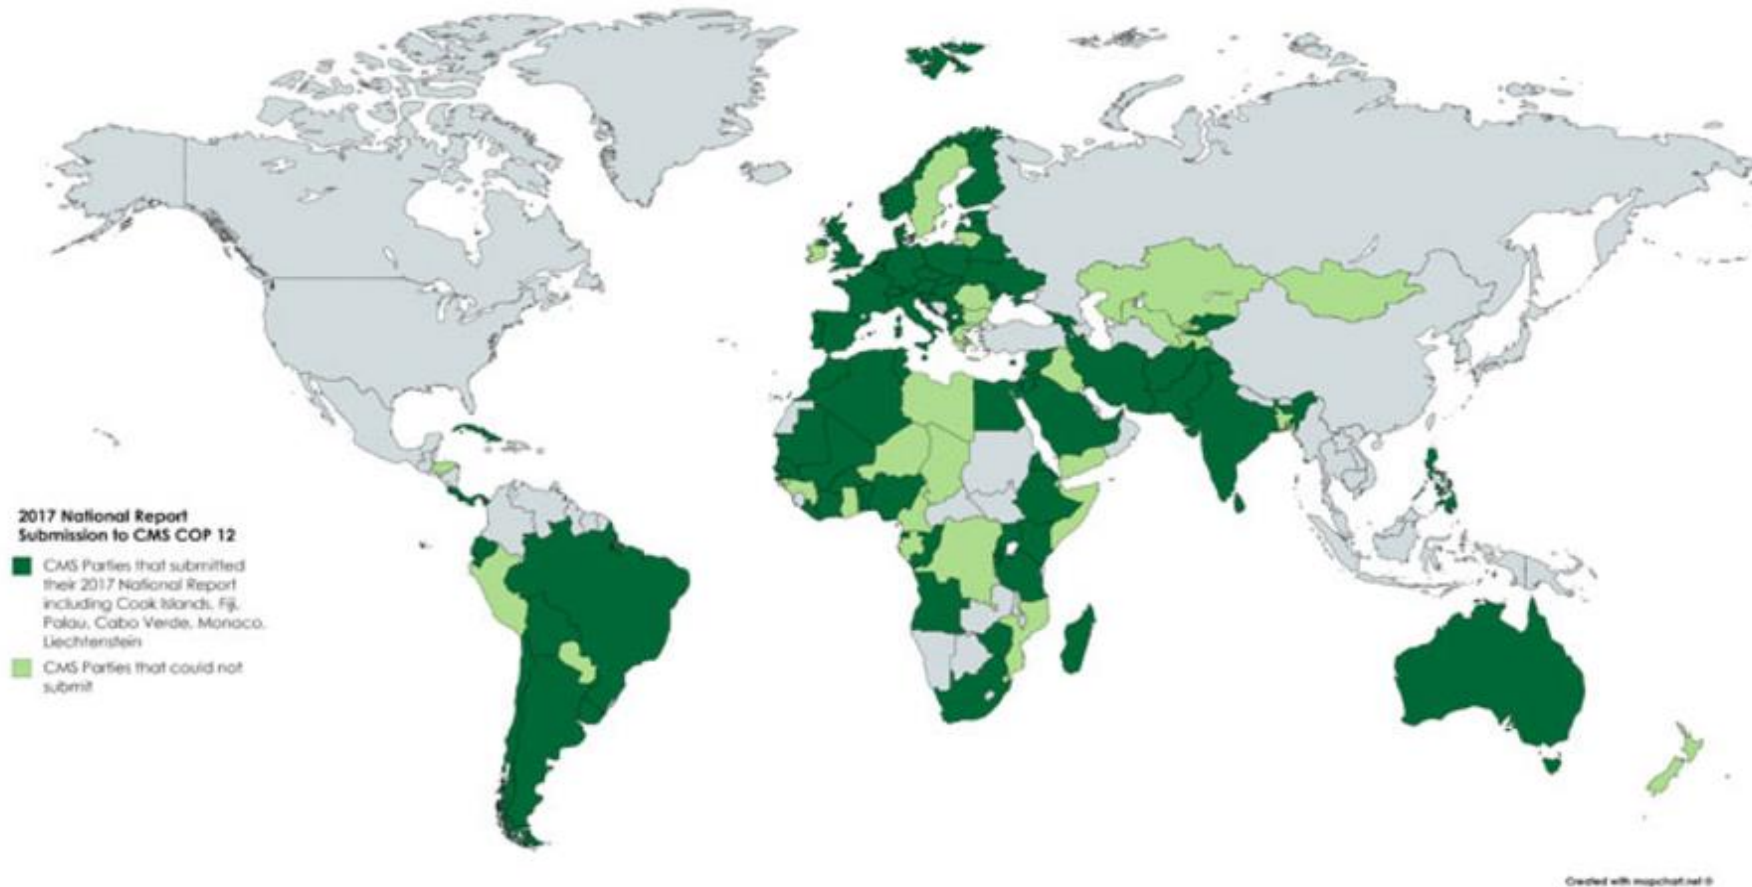 2017 National Report
Submission to CMS COP 12
CMS Parties that submitted
their 2017 National Report
including Cook Islands, Fiji,
Palau, Cabo Verde, Monaco,
Liechtenstein
CMS Parties that could not
submit
Created with mapchart.net ©